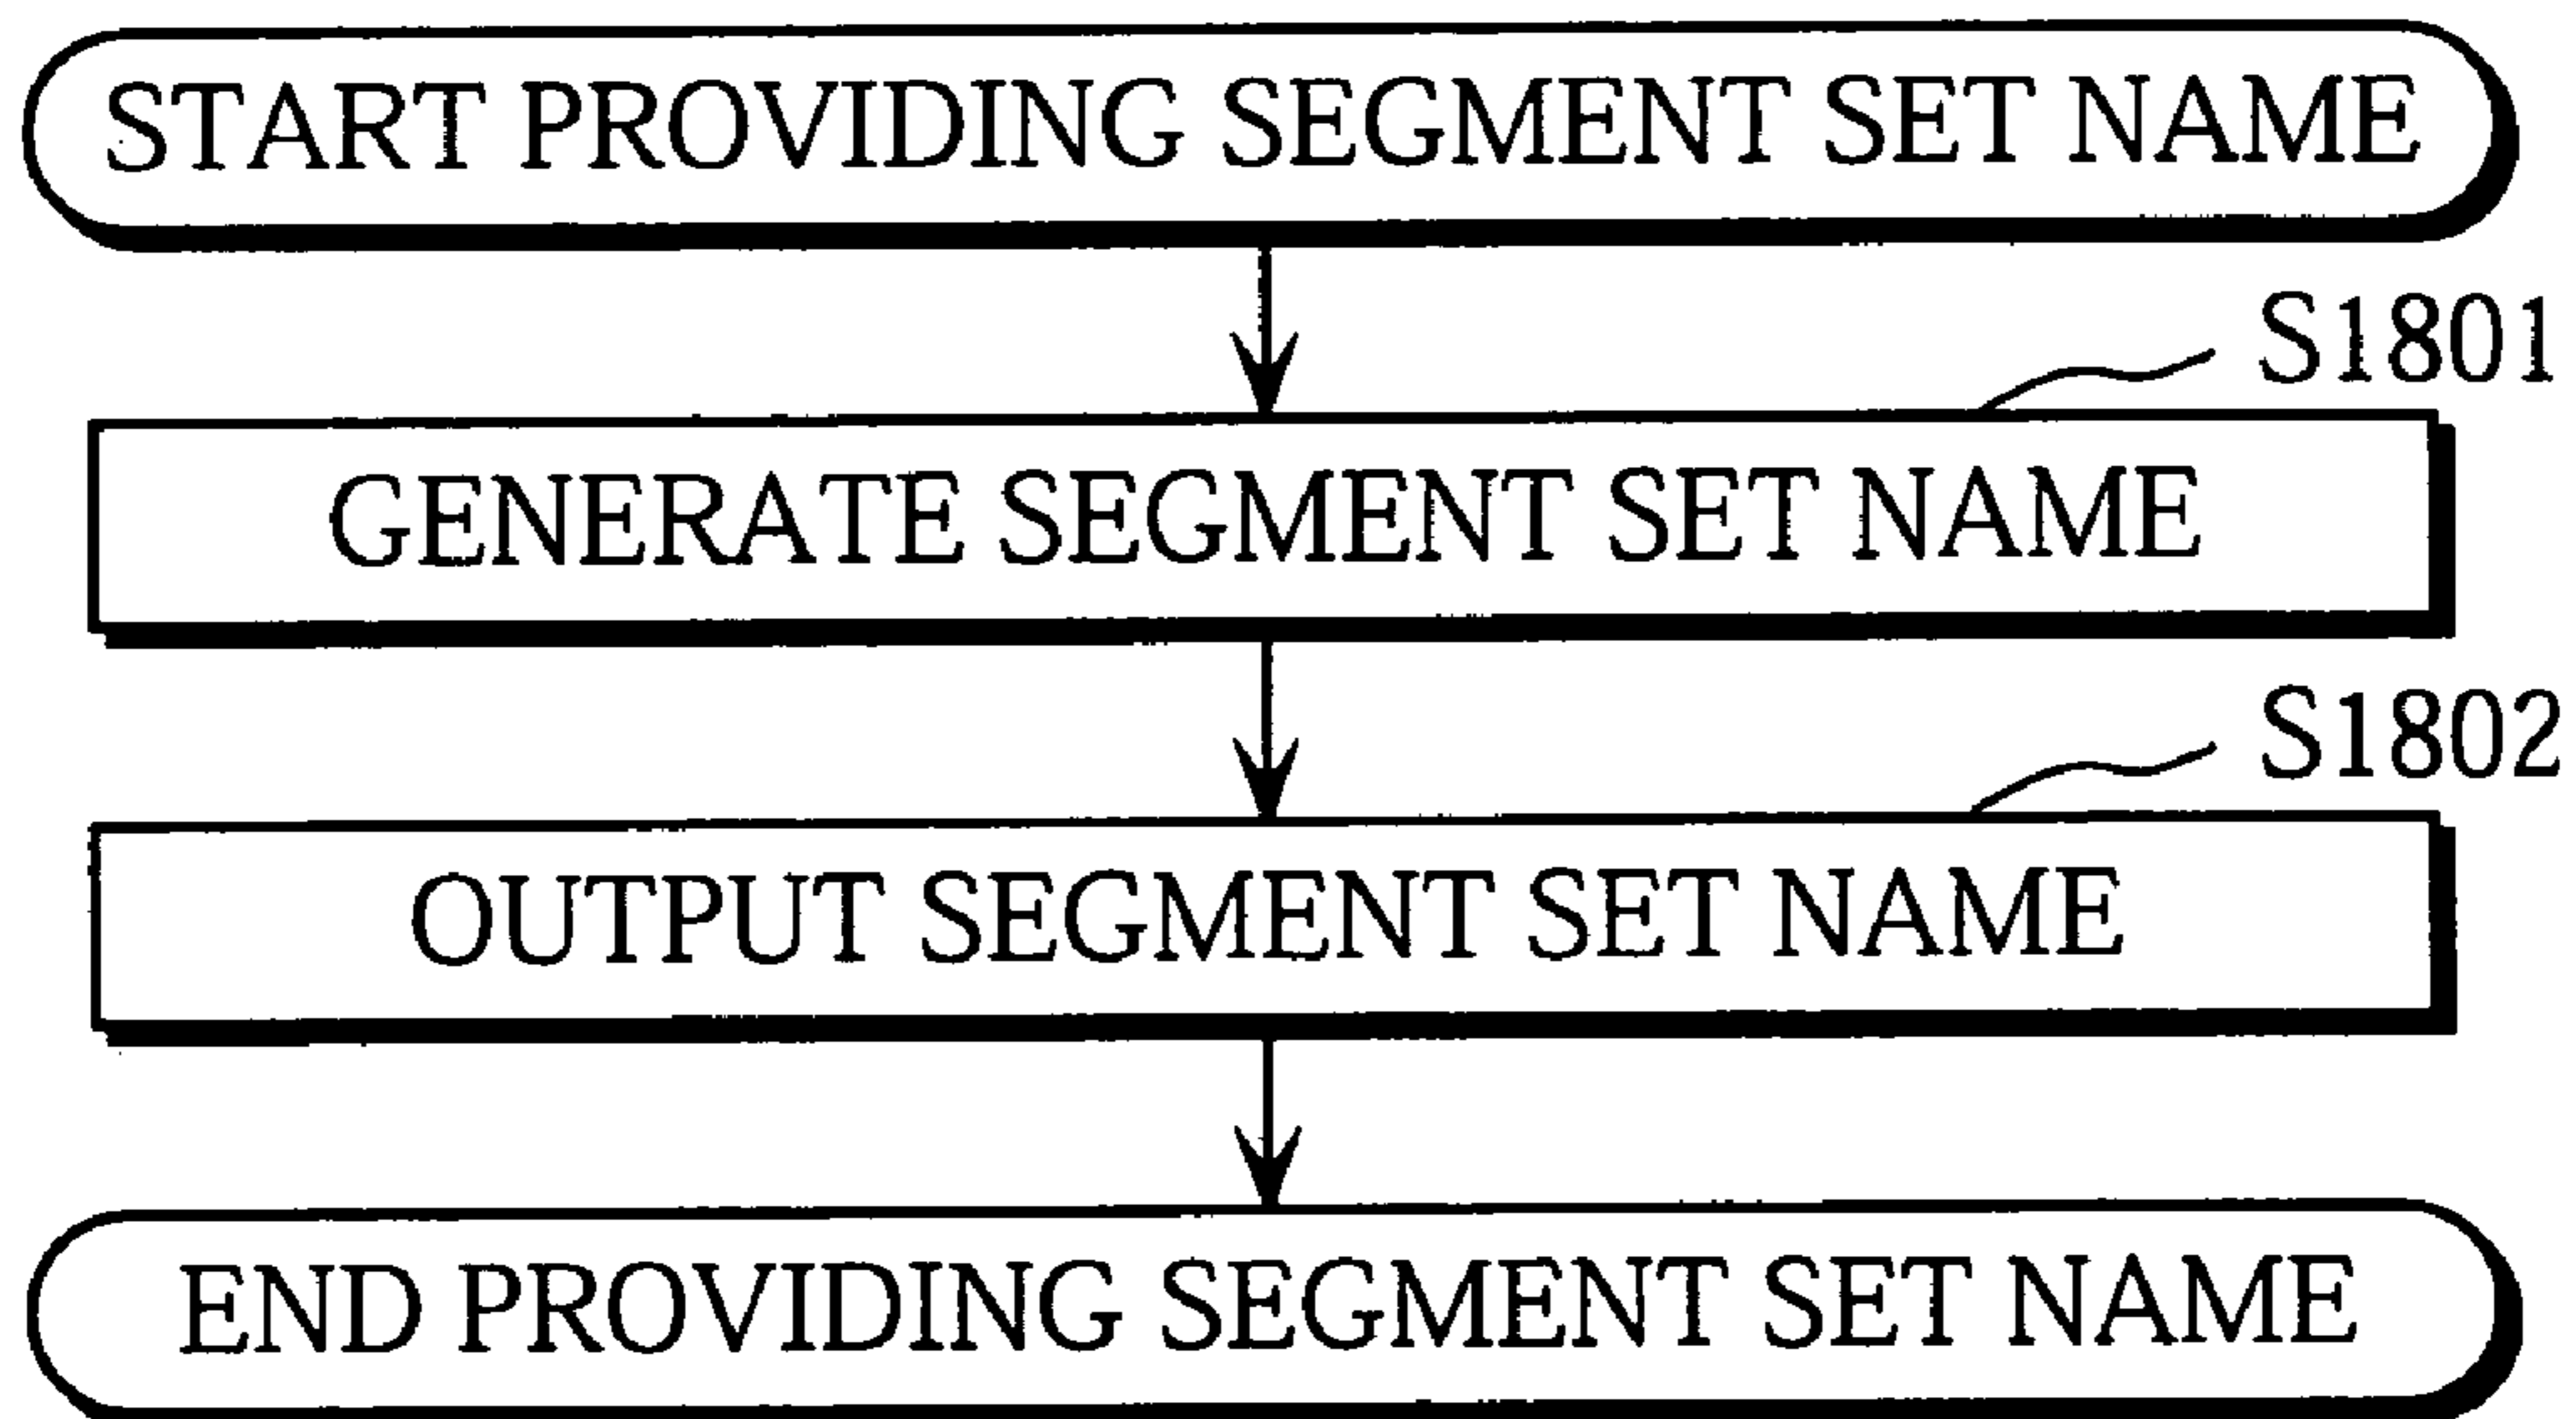 START PROVIDING SEGMENT SET NAME
S1801
GENERATE SEGMENT SET NAME
S1802
OUTPUT SEGMENT SET NAME
END PROVIDING SEGMENT SET NAME